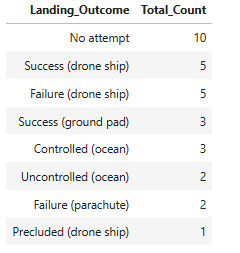 Landing_Outcome Total_Count
No attempt 10
Success (drone ship) 5
Failure (drone ship) 5
Success (ground pad) 3
Controlled (ocean) 3
Uncontrolled (ocean) 2
Failure (parachute) 2
Precluded (drone ship) 1